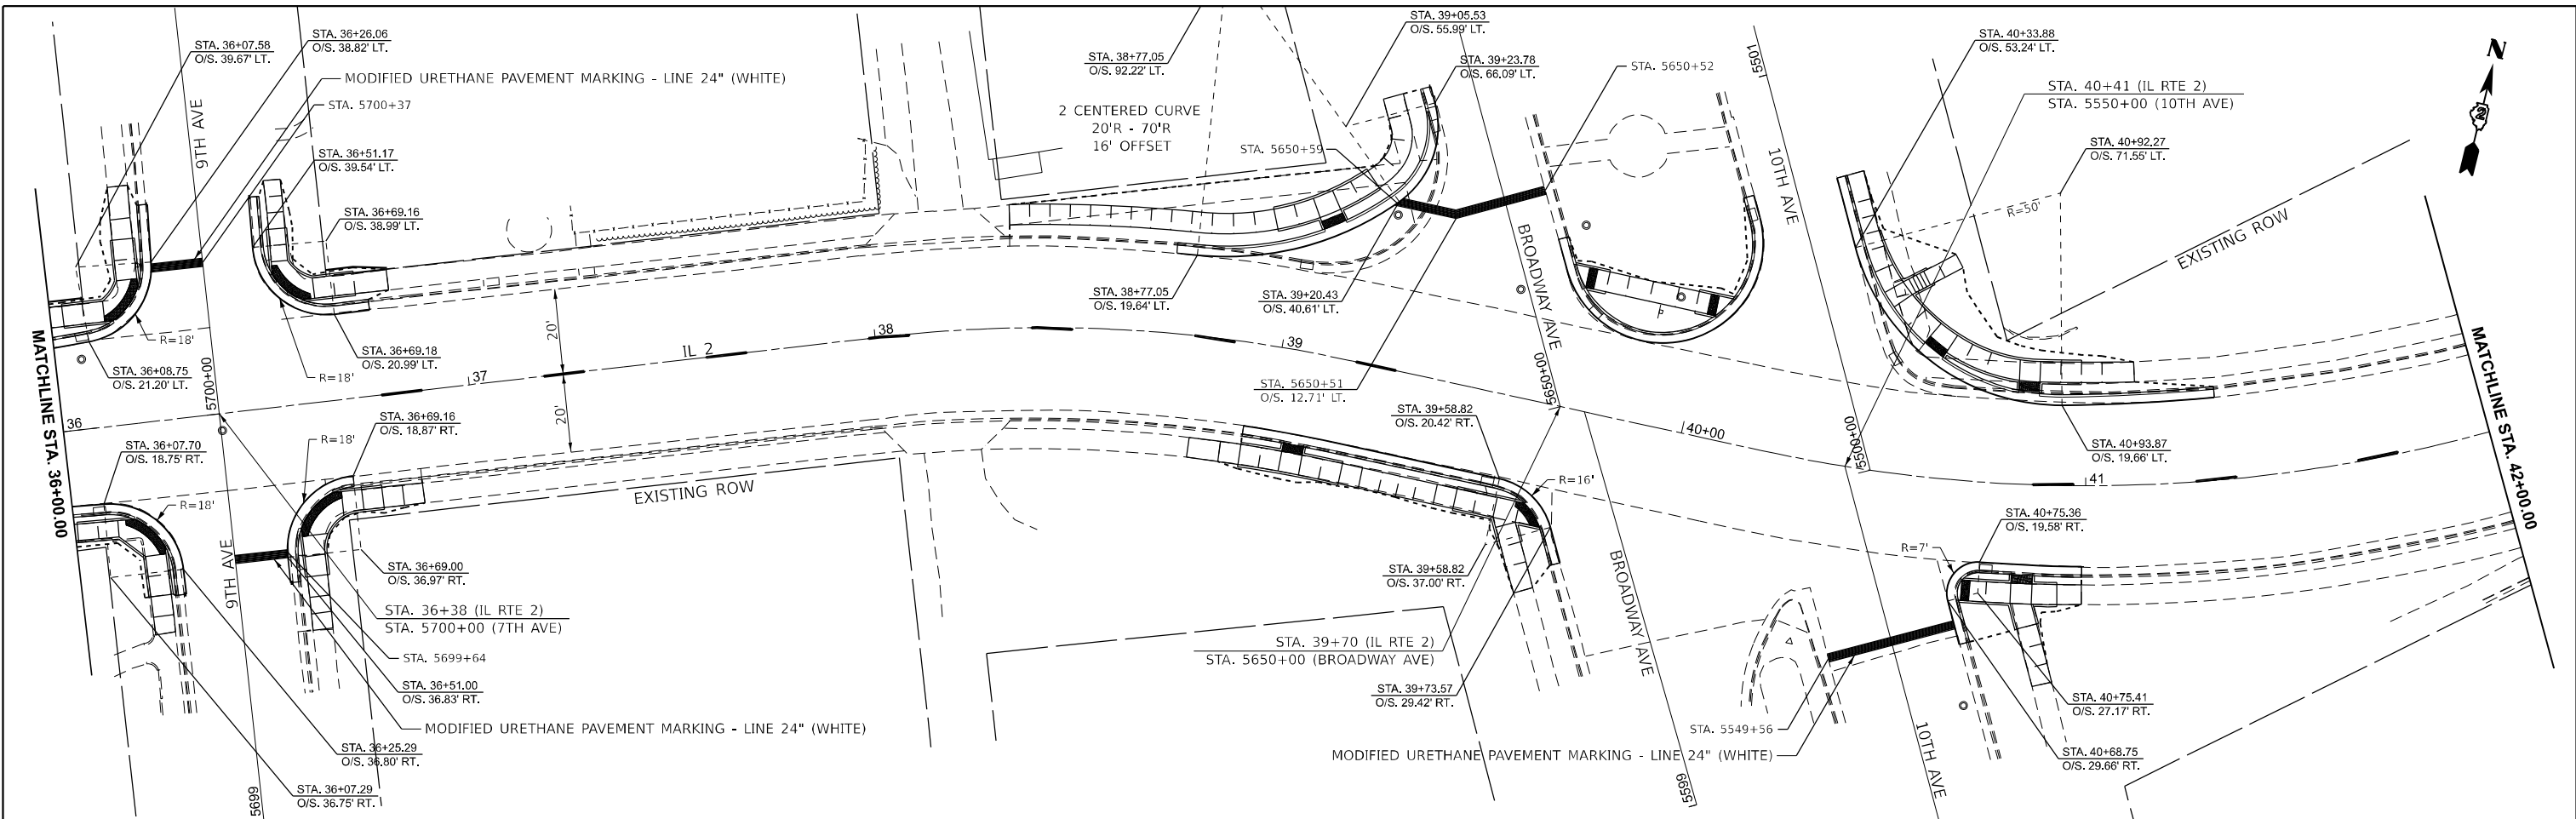 STA. 36+07.58
O/S. 39.67' LT.
STA. 36+26.06
O/S. 38.82' LT.
MODIFIED URETHANE PAVEMENT MARKING - LINE 24" (WHITE)
STA. 5700+37
9TH AVE
STA. 36+51.17
O/S. 39.54' LT.
STA. 36+69.16
O/S. 38.99' LT.
STA. 38+77.05
O/S. 92.22' LT.
2 CENTERED CURVE
20'R - 70'R
16' OFFSET
STA. 39+05.53
O/S. 55.99' LT.
STA. 39+23.78
O/S. 66.09' LT.
STA. 5650+59
STA. 5650+52
5501
10TH AVE
STA. 40+33.88
O/S. 53.24' LT.
STA. 40+41 (IL RTE 2)
STA. 5550+00 (10TH AVE)
STA. 40+92.27
O/S. 71.55' LT.
R=50'
EXISTING ROW
N
2
MATCHLINE STA. 36+00.00
R=18'
STA. 36+08.75
O/S. 21.20' LT.
5700+00
R=18'
STA. 36+69.18
O/S. 20.99' LT.
20'
20'
IL 2
36
37
38
39
40+00
41
STA. 38+77.05
O/S. 19.64' LT.
STA. 39+20.43
O/S. 40.61' LT.
BROADWAY AVE
5650+00
STA. 5650+51
O/S. 12.71' LT.
5500+00
STA. 40+93.87
O/S. 19.66' LT.
MATCHLINE STA. 42+00.00
STA. 36+07.70
O/S. 18.75' RT.
R=18'
R=18'
STA. 36+69.16
O/S. 18.87' RT.
EXISTING ROW
9TH AVE
STA. 36+69.00
O/S. 36.97' RT.
STA. 36+38 (IL RTE 2)
STA. 5700+00 (7TH AVE)
STA. 5699+64
STA. 36+51.00
O/S. 36.83' RT.
MODIFIED URETHANE PAVEMENT MARKING - LINE 24" (WHITE)
STA. 36+25.29
O/S. 36.80' RT.
STA. 36+07.29
O/S. 36.75' RT.
5699
STA. 39+58.82
O/S. 20.42' RT.
R=16'
STA. 39+58.82
O/S. 37.00' RT.
STA. 39+70 (IL RTE 2)
STA. 5650+00 (BROADWAY AVE)
STA. 39+73.57
O/S. 29.42' RT.
BROADWAY AVE
5599
STA. 5549+56
MODIFIED URETHANE PAVEMENT MARKING - LINE 24" (WHITE)
10TH AVE
R=7'
STA. 40+75.36
O/S. 19.58' RT.
STA. 40+75.41
O/S. 27.17' RT.
STA. 40+68.75
O/S. 29.66' RT.